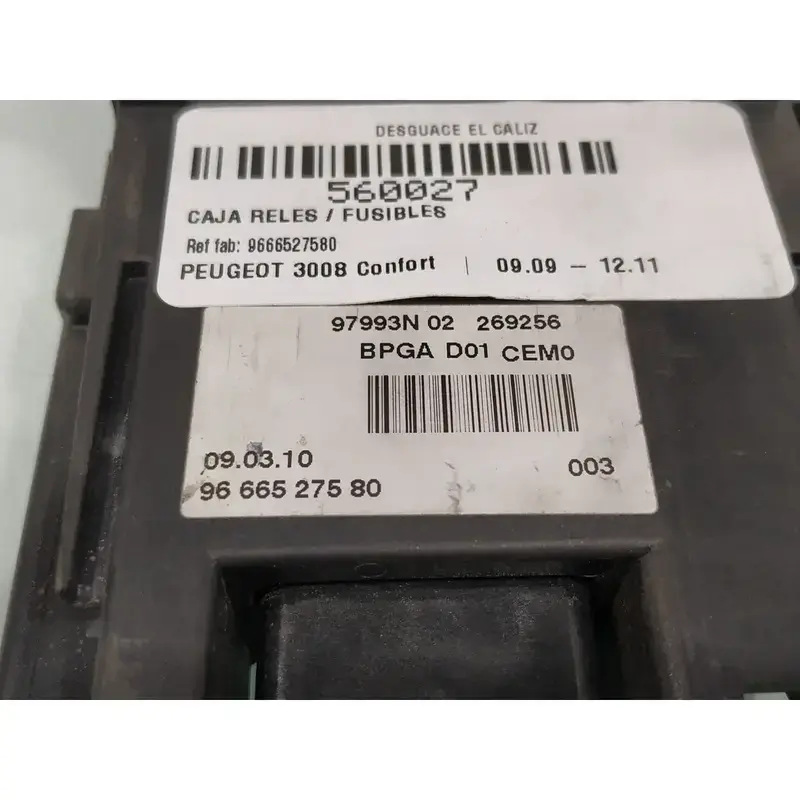 DESGUACE EL CALIZ
560027
CAJA RELES / FUSIBLES
Ref fab: 9666527580
PEUGEOT 3008 Confort | 09.09 – 12.11
97993N 02 269256
BPGA D01 CEM0
09.03.10
003
96 665 275 80